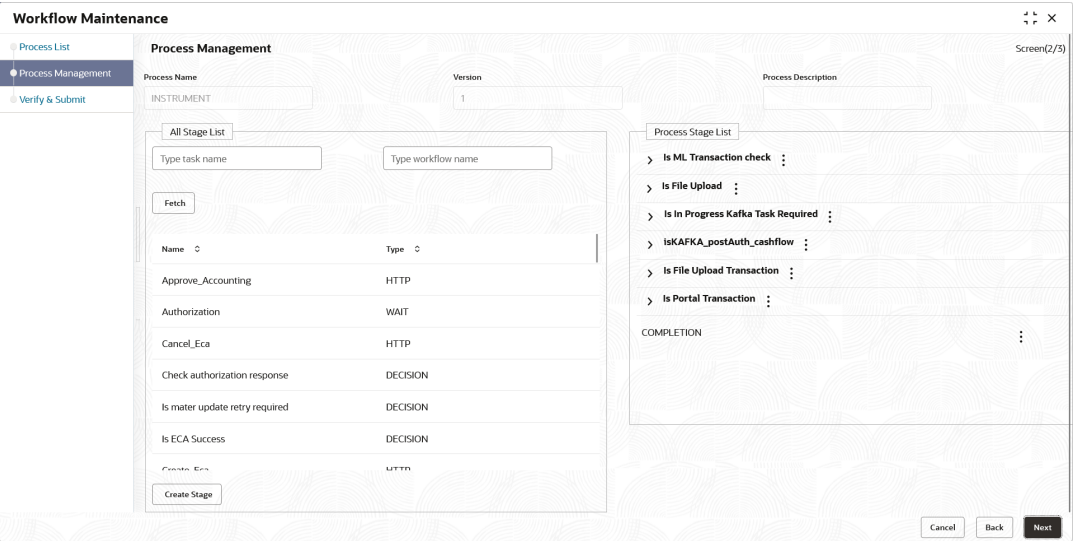 Workflow Maintenance
Process List
Process Management
Verify & Submit
Process Management
Screen(2/3)
Process Name
Version
Process Description
INSTRUMENT
1
All Stage List
Type task name
Type workflow name
Fetch
Name
Type
Approve_Accounting
HTTP
Authorization
WAIT
Cancel_Eca
HTTP
Check authorization response
DECISION
Is mater update retry required
DECISION
Is ECA Success
DECISION
Create_Eca
HTTP
Create Stage
Process Stage List
Is ML Transaction check
Is File Upload
Is In Progress Kafka Task Required
isKAFKA_postAuth_cashflow
Is File Upload Transaction
Is Portal Transaction
COMPLETION
Cancel
Back
Next